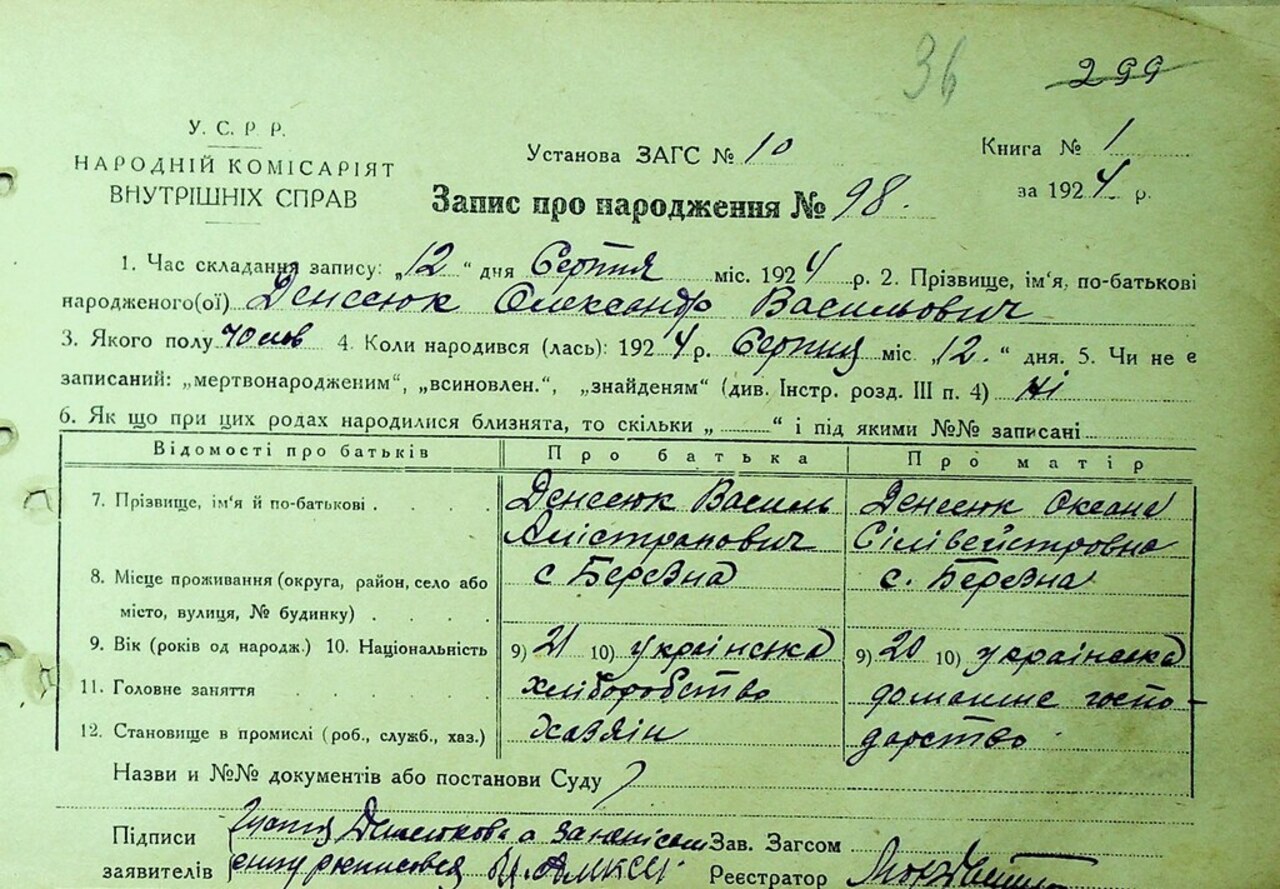 36
299
У. С. Р. Р.
НАРОДНІЙ КОМІСАРІЯТ
ВНУТРІШНІХ СПРАВ
Установа ЗАГС № 10
Книга № 1
за 1924 р.
Запис про народження № 98.
1. Час складання запису: „12“ дня Серпня міс. 1924 р. 2. Прізвище, ім'я, по-батькові
народженого(ої) Денесюк Олександр Васильович
3. Якого полу чолов 4. Коли народився (лась): 1924 р. Серпня міс. „12.“ дня. 5. Чи не є
записаний: „мертвонародженим“, „всиновлен.“, „знайденям“ (див. Інстр. розд. III п. 4) Ні
6. Як що при цих родах народилися близнята, то скільки „ “ і під якими №№ записані
Відомості про батьків Про батька Про матір
7. Прізвище, ім'я й по-батькові Денесюк Василь Денесюк Оксана
Амістранович Сілівейстровна
8. Місце проживання (округа, район, село або с Березна с. Березна
місто, вулиця, № будинку)
9. Вік (років од народж.) 10. Національність 9) 21 10) українська 9) 20 10) українська
11. Головне заняття хліборобство домашнє госпо-
12. Становище в промислі (роб., служб., хаз.) Хазяін дарство
Назви и №№ документів або постанови Суду
Підписи Зав. Загсом
заявителів Реєстратор